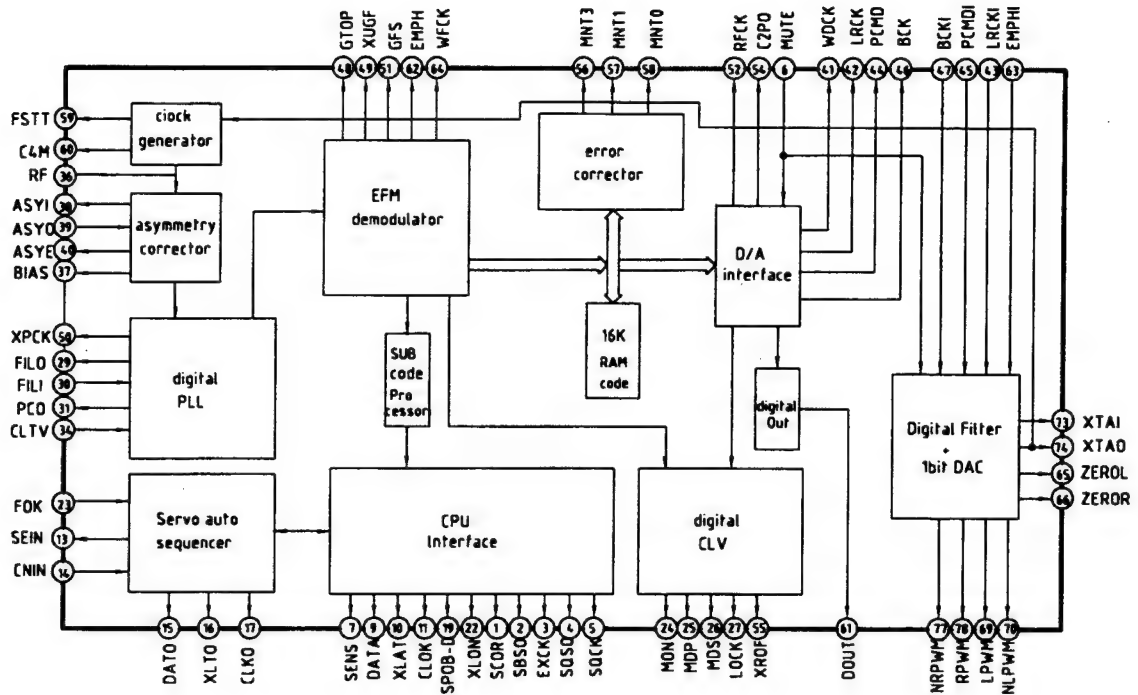 GTOP XUGF GFS EMPH WFCK MNT3 MNT1 MNT0 RFCK C2PO MUTE WDCK LRCK PCMD BCK BCKI PCMDI LRCKI EMPHI
48 49 51 62 64 56 57 58 52 54 6 41 42 44 46 47 45 43 63
FSTT 59
C4M 60
RF 36
ASYI 38
ASYO 39
ASYE 40
BIAS 37
XPCK 50
FILO 29
FILI 30
PCO 31
CLTV 34
FOK 23
SEIN 13
CNIN 14
clock
generator
asymmetry
corrector
digital
PLL
Servo auto
sequencer
EFM
demodulator
SUB
code
Pro
cessor
CPU
Interface
error
corrector
16K
RAM
code
D/A
interface
digital
Out
digital
CLV
Digital Filter
+
1bit DAC
73 XTAI
74 XTAO
65 ZEROL
66 ZEROR
15 16 17 7 9 10 11 19 22 1 2 3 4 5 24 25 26 27 55 61 77 78 69 70
DATO XLTO CLKO SENS DATA XLAT CLOK SPOB-D XLON SCOR SBSO EXCK SQSO SQCK MON MDP MDS LOCK XROF DOUT NRPWM RPWM LPWM NLPWM